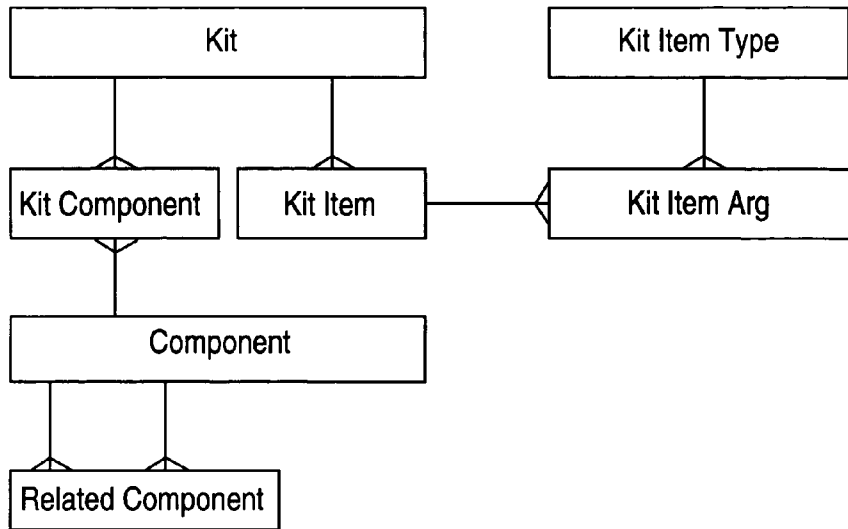 Kit
Kit Item Type
Kit Component
Kit Item
Kit Item Arg
Component
Related Component